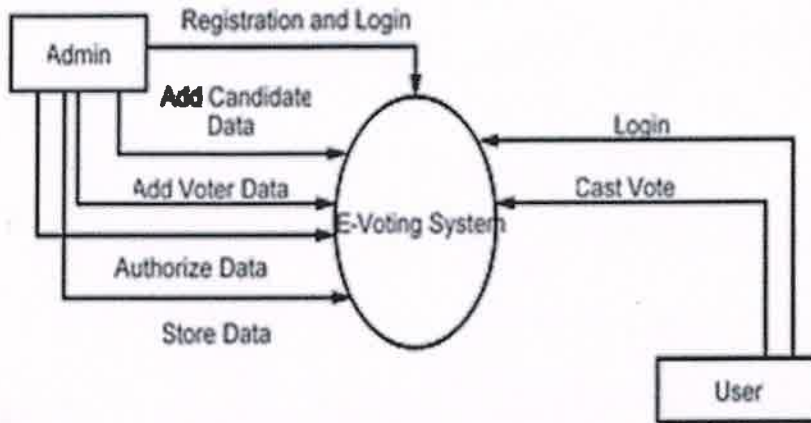 Registration and Login
Admin
Add Candidate
Data
Login
Add Voter Data
Cast Vote
E-Voting System
Authorize Data
Store Data
User